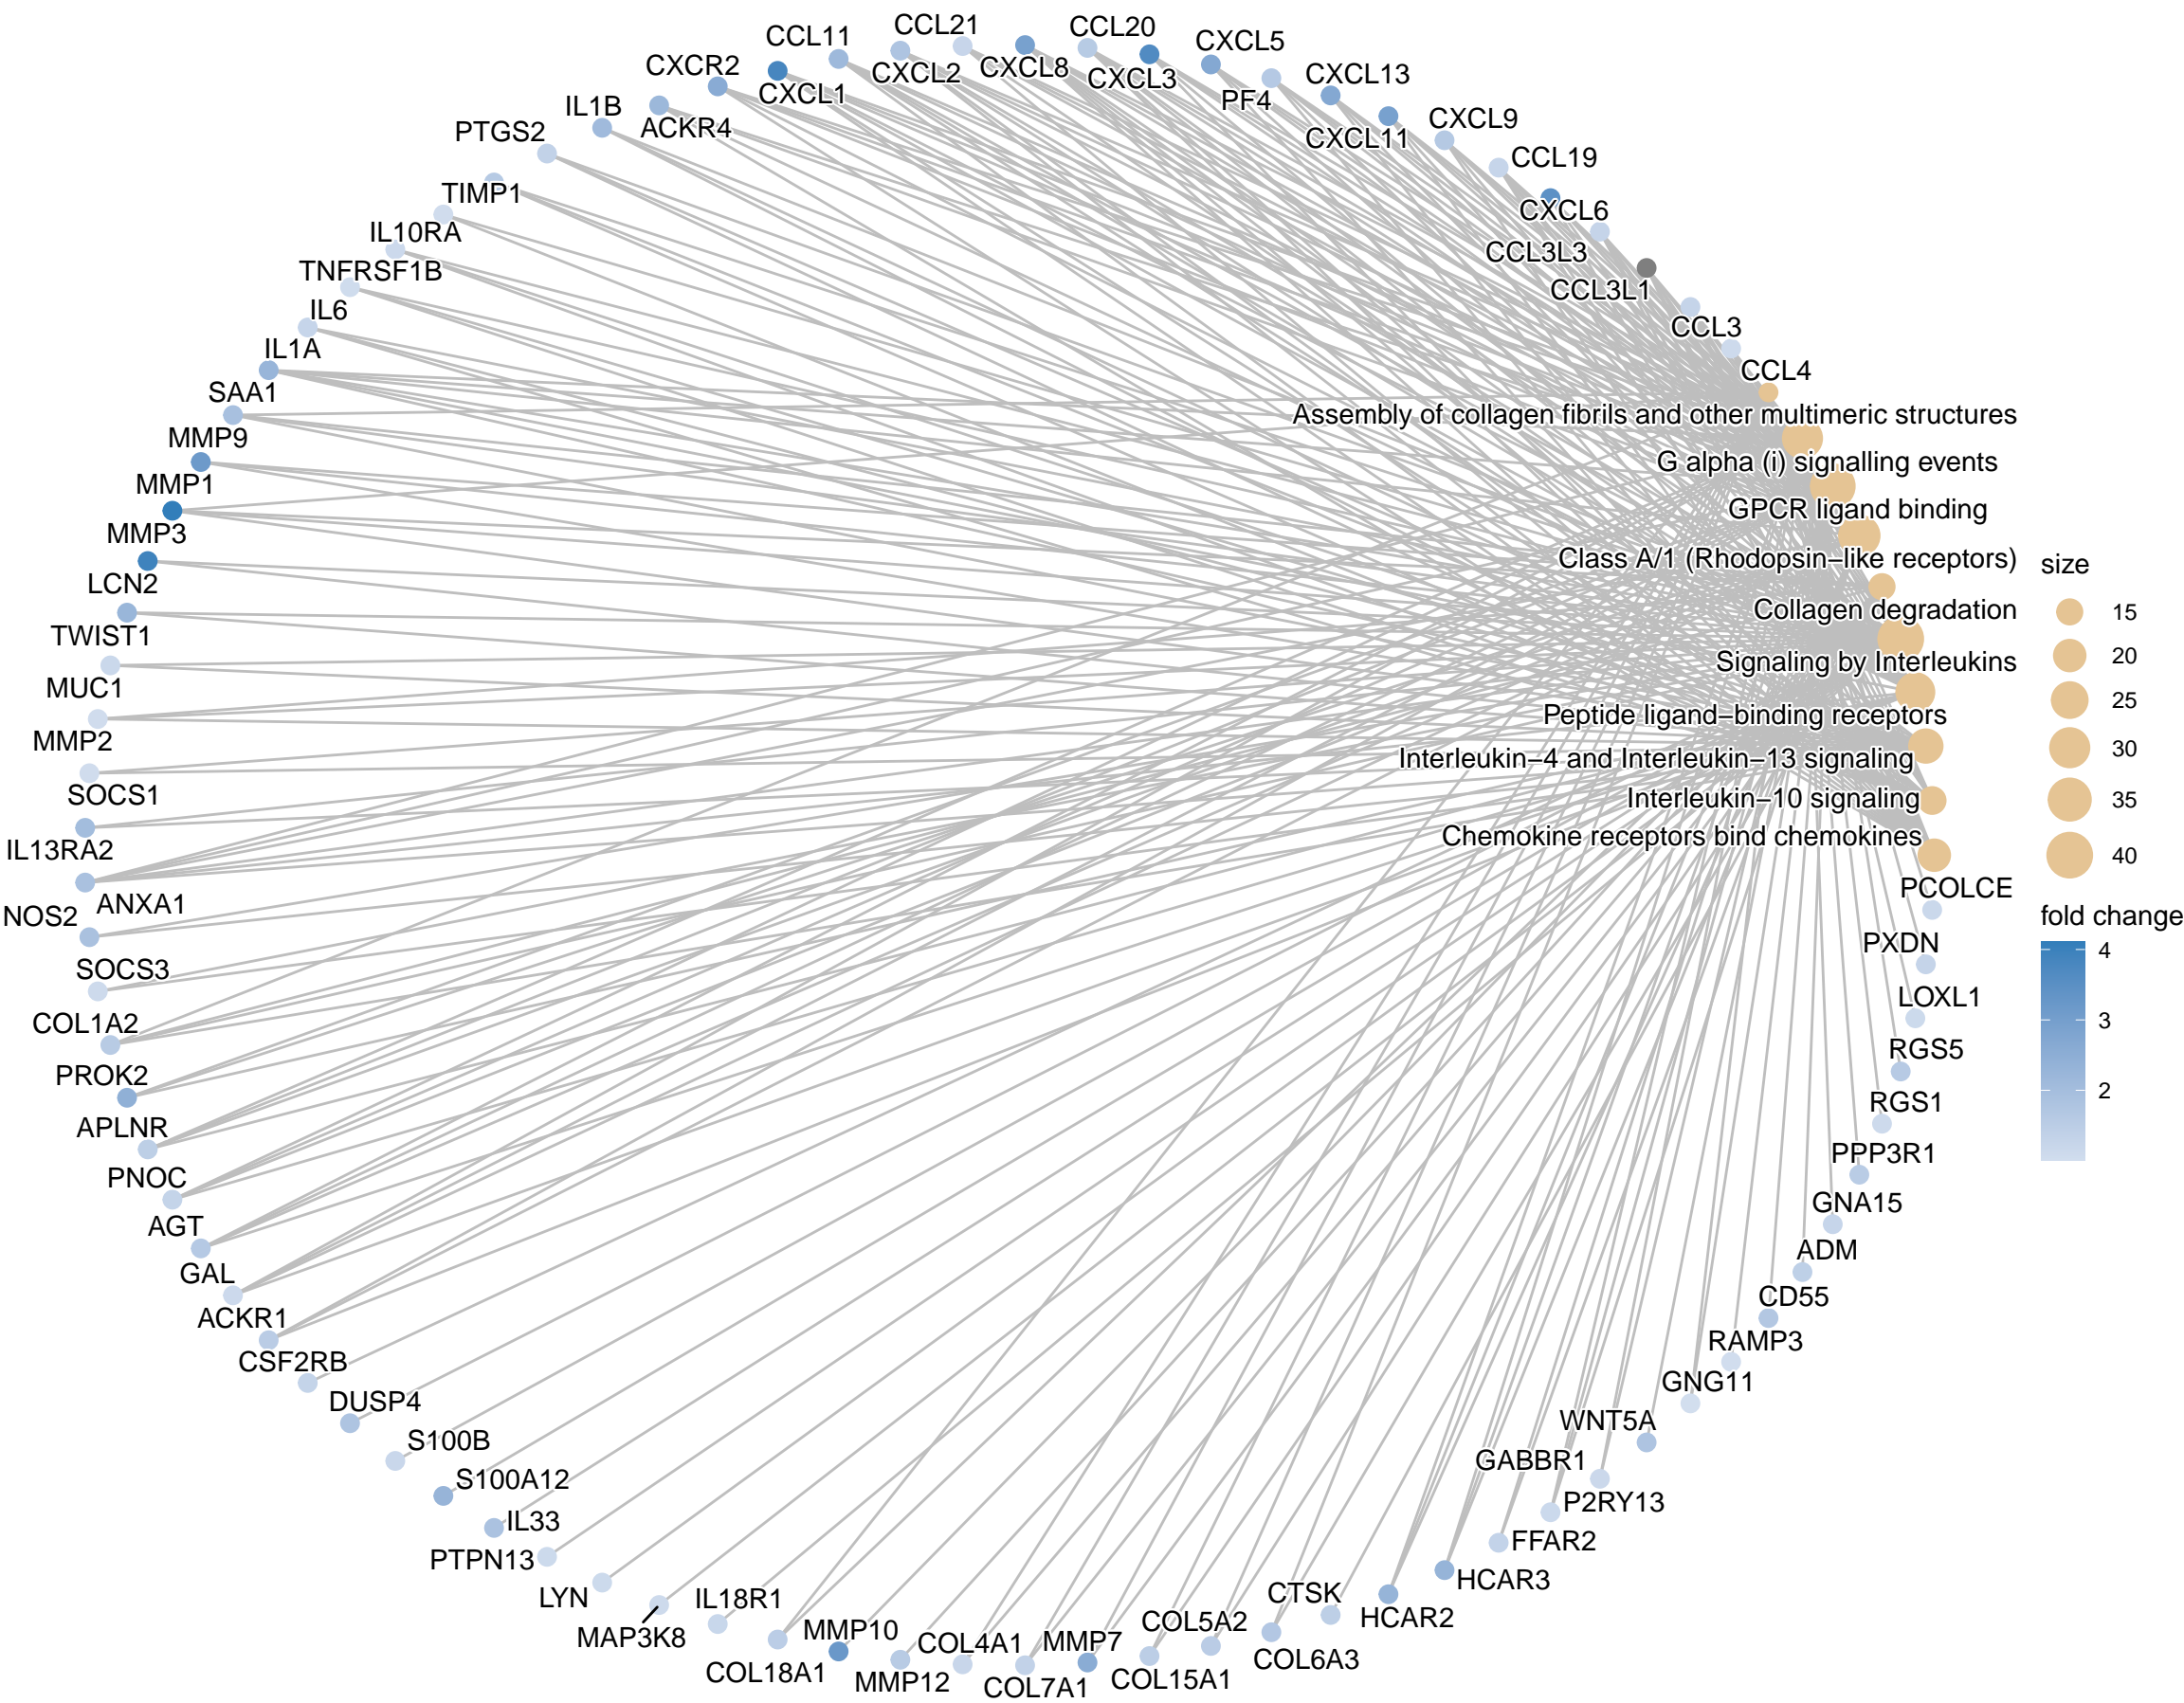 CCL21
CCL20
CCL11
CXCL5
CXCR2
CXCL2
CXCL8
CXCL3
CXCL13
CXCL1
PF4
IL1B
ACKR4
CXCL11
CXCL9
PTGS2
CCL19
TIMP1
CXCL6
IL10RA
CCL3L3
TNFRSF1B
CCL3L1
IL6
CCL3
IL1A
CCL4
SAA1
Assembly of collagen fibrils and other multimeric structures
MMP9
G alpha (i) signalling events
MMP1
GPCR ligand binding
MMP3
Class A/1 (Rhodopsin−like receptors)
LCN2
Collagen degradation
TWIST1
Signaling by Interleukins
MUC1
Peptide ligand−binding receptors
MMP2
Interleukin−4 and Interleukin−13 signaling
SOCS1
Interleukin−10 signaling
IL13RA2
Chemokine receptors bind chemokines
ANXA1
NOS2
PCOLCE
SOCS3
PXDN
COL1A2
LOXL1
PROK2
RGS5
APLNR
RGS1
PNOC
PPP3R1
AGT
GNA15
GAL
ADM
ACKR1
CD55
CSF2RB
RAMP3
DUSP4
GNG11
S100B
WNT5A
S100A12
GABBR1
IL33
P2RY13
PTPN13
FFAR2
LYN
HCAR3
MAP3K8
IL18R1
CTSK
HCAR2
COL18A1
MMP10
MMP12
COL4A1
COL7A1
MMP7
COL15A1
COL5A2
COL6A3
size
15
20
25
30
35
40
fold change
4
3
2